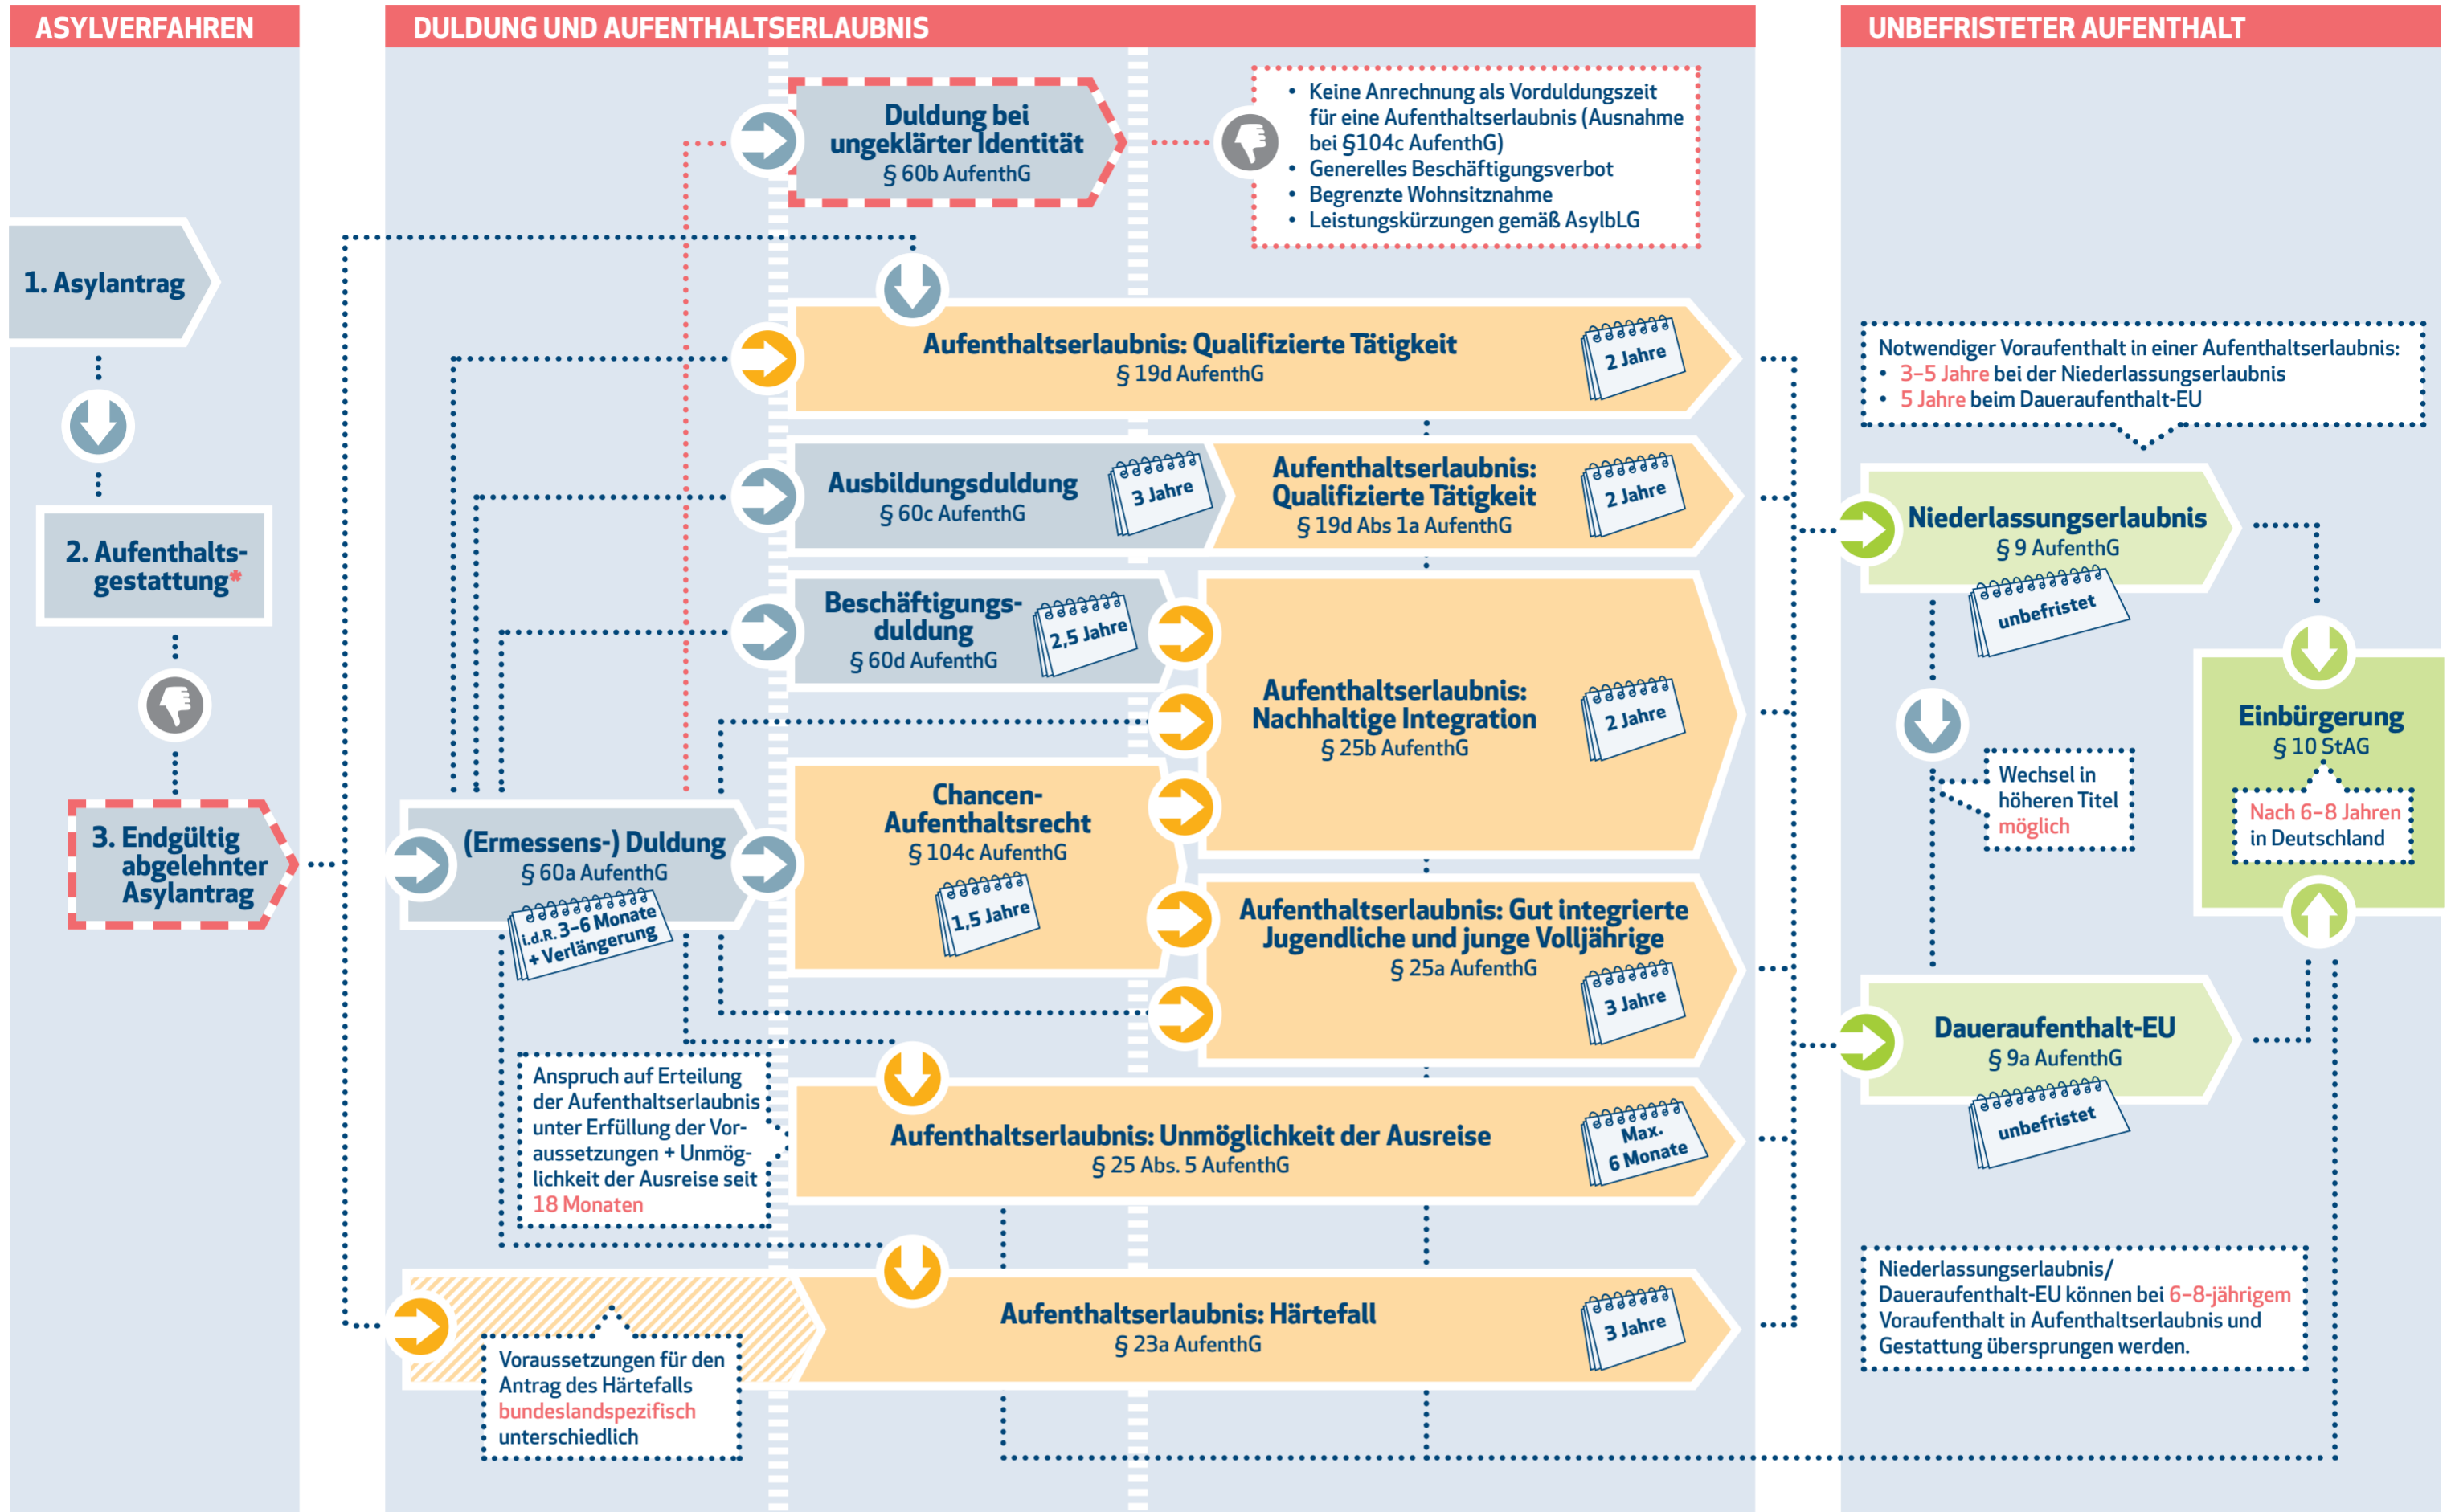 ASYLVERFAHREN
1. Asylantrag
2. Aufenthalts-
gestattung*
3. Endgültig
abgelehnter
Asylantrag
DULDUNG UND AUFENTHALTSERLAUBNIS
Duldung bei
ungeklärter Identität
§ 60b AufenthG
• Keine Anrechnung als Vorduldungszeit
für eine Aufenthaltserlaubnis (Ausnahme
bei §104c AufenthG)
• Generelles Beschäftigungsverbot
• Begrenzte Wohnsitznahme
• Leistungskürzungen gemäß AsylbLG
Aufenthaltserlaubnis: Qualifizierte Tätigkeit
§ 19d AufenthG
2 Jahre
Ausbildungsduldung
§ 60c AufenthG
3 Jahre
Aufenthaltserlaubnis:
Qualifizierte Tätigkeit
§ 19d Abs 1a AufenthG
2 Jahre
Beschäftigungs-
duldung
§ 60d AufenthG
2,5 Jahre
Aufenthaltserlaubnis:
Nachhaltige Integration
§ 25b AufenthG
2 Jahre
(Ermessens-) Duldung
§ 60a AufenthG
i.d.R. 3–6 Monate
+ Verlängerung
Chancen-
Aufenthaltsrecht
§ 104c AufenthG
1,5 Jahre
Aufenthaltserlaubnis: Gut integrierte
Jugendliche und junge Volljährige
§ 25a AufenthG
3 Jahre
Anspruch auf Erteilung
der Aufenthaltserlaubnis
unter Erfüllung der Vor-
aussetzungen + Unmög-
lichkeit der Ausreise seit
18 Monaten
Aufenthaltserlaubnis: Unmöglichkeit der Ausreise
§ 25 Abs. 5 AufenthG
Max.
6 Monate
Aufenthaltserlaubnis: Härtefall
§ 23a AufenthG
3 Jahre
Voraussetzungen für den
Antrag des Härtefalls
bundeslandspezifisch
unterschiedlich
UNBEFRISTETER AUFENTHALT
Notwendiger Voraufenthalt in einer Aufenthaltserlaubnis:
• 3–5 Jahre bei der Niederlassungserlaubnis
• 5 Jahre beim Daueraufenthalt-EU
Niederlassungserlaubnis
§ 9 AufenthG
unbefristet
Wechsel in
höheren Titel
möglich
Einbürgerung
§ 10 StAG
Nach 6–8 Jahren
in Deutschland
Daueraufenthalt-EU
§ 9a AufenthG
unbefristet
Niederlassungserlaubnis/
Daueraufenthalt-EU können bei 6–8-jährigem
Voraufenthalt in Aufenthaltserlaubnis und
Gestattung übersprungen werden.